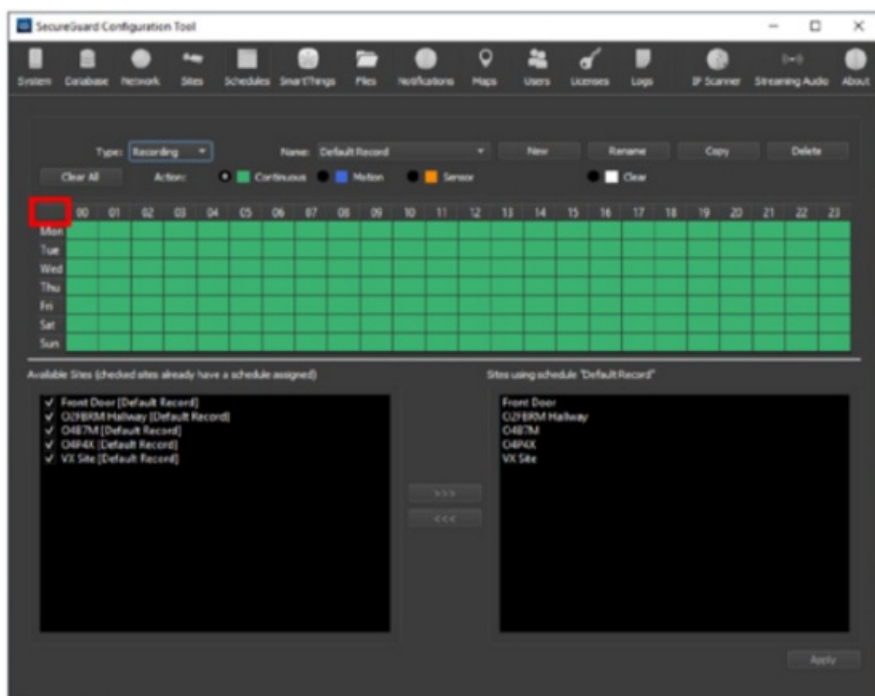 SecureGuard Configuration Tool
System Database Network Sites Schedules SmartThings Files Notifications Maps Users Licenses Logs IP Scanner Streaming Audio About
Type: Recording Name: Default Record New Rename Copy Delete
Clear All Action: Continuous Motion Sensor Clear
00 01 02 03 04 05 06 07 08 09 10 11 12 13 14 15 16 17 18 19 20 21 22 23
Mon
Tue
Wed
Thu
Fri
Sat
Sun
Available Sites (checked sites already have a schedule assigned) Sites using schedule "Default Record"
Front Door [Default Record] Front Door
O2FBRM Hallway [Default Record] O2FBRM Hallway
O4B7M [Default Record] O4B7M
O4P4X [Default Record] O4P4X
VX Site [Default Record] VX Site
>>>
<<<
Apply